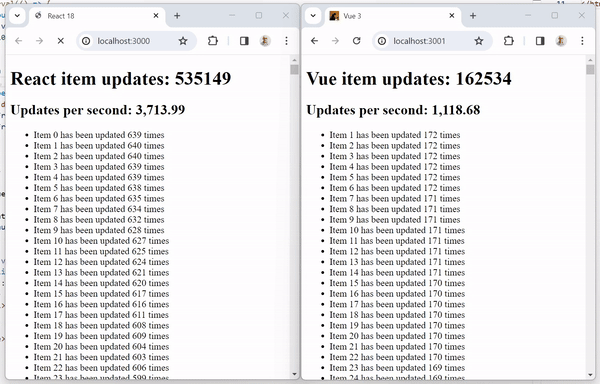 React 18
localhost:3000
React item updates: 535149
Updates per second: 3,713.99
Item 0 has been updated 639 times
Item 1 has been updated 640 times
Item 2 has been updated 640 times
Item 3 has been updated 639 times
Item 4 has been updated 639 times
Item 5 has been updated 638 times
Item 6 has been updated 635 times
Item 7 has been updated 634 times
Item 8 has been updated 632 times
Item 9 has been updated 628 times
Item 10 has been updated 627 times
Item 11 has been updated 625 times
Item 12 has been updated 624 times
Item 13 has been updated 621 times
Item 14 has been updated 620 times
Item 15 has been updated 617 times
Item 16 has been updated 616 times
Item 17 has been updated 611 times
Item 18 has been updated 608 times
Item 19 has been updated 609 times
Item 20 has been updated 604 times
Item 21 has been updated 603 times
Item 22 has been updated 606 times
Item 23 has been updated 599 times
Vue 3
localhost:3001
Vue item updates: 162534
Updates per second: 1,118.68
Item 1 has been updated 172 times
Item 2 has been updated 172 times
Item 3 has been updated 172 times
Item 4 has been updated 172 times
Item 5 has been updated 172 times
Item 6 has been updated 172 times
Item 7 has been updated 171 times
Item 8 has been updated 171 times
Item 9 has been updated 171 times
Item 10 has been updated 171 times
Item 11 has been updated 171 times
Item 12 has been updated 171 times
Item 13 has been updated 171 times
Item 14 has been updated 171 times
Item 15 has been updated 170 times
Item 16 has been updated 170 times
Item 17 has been updated 170 times
Item 18 has been updated 170 times
Item 19 has been updated 170 times
Item 20 has been updated 170 times
Item 21 has been updated 170 times
Item 22 has been updated 170 times
Item 23 has been updated 169 times
Item 24 has been updated 169 times